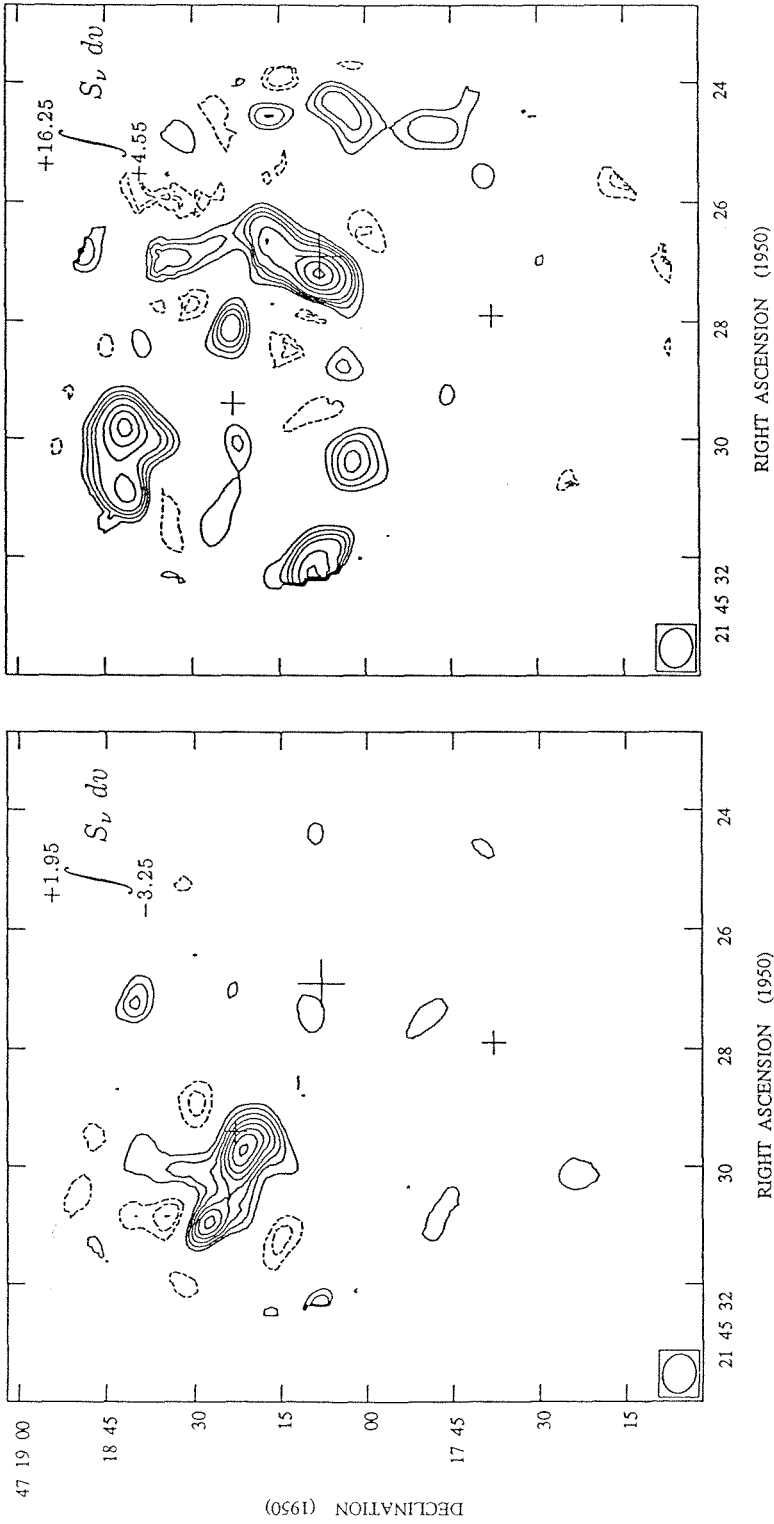 +16.25
S_ν dv
+4.55
24
26
28
30
21 45 32
RIGHT ASCENSION (1950)
+1.95
S_ν dv
−3.25
24
26
28
30
21 45 32
RIGHT ASCENSION (1950)
47 19 00
18 45
30
15
00
17 45
30
15
DECLINATION (1950)